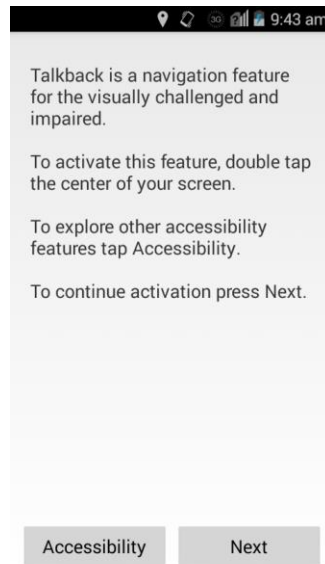 9:43 am
Talkback is a navigation feature
for the visually challenged and
impaired.
To activate this feature, double tap
the center of your screen.
To explore other accessibility
features tap Accessibility.
To continue activation press Next.
Accessibility Next